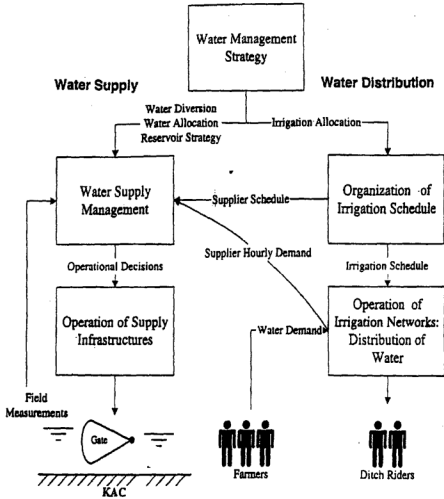 Water Management
Strategy
Water Supply
Water Distribution
Water Diversion
Water Allocation
Reservoir Strategy
Irrigation Allocation
Water Supply
Management
Supplier Schedule
Organization of
Irrigation Schedule
Supplier Hourly Demand
Operational Decisions
Irrigation Schedule
Operation of Supply
Infrastructures
Water Demand
Operation of
Irrigation Networks:
Distribution of
Water
Field
Measurements
Gate
KAC
Farmers
Ditch Riders